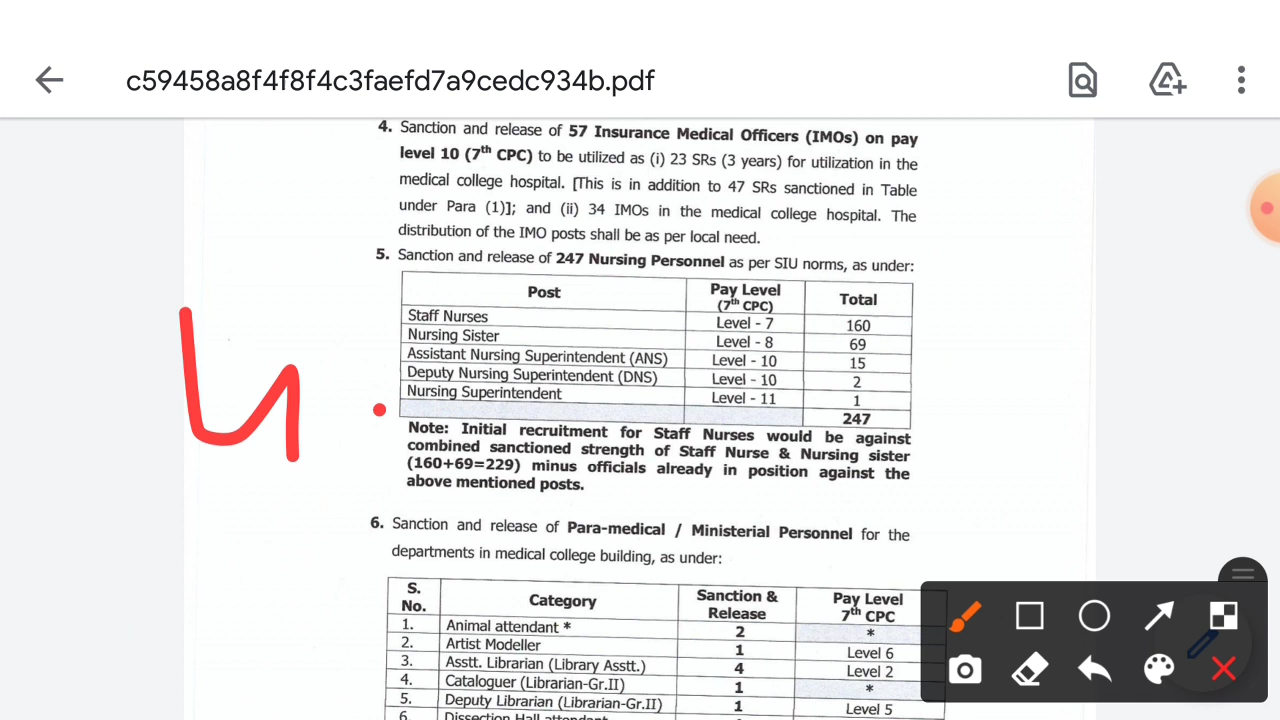 c59458a8f4f8f4c3faefd7a9cedc934b.pdf
4. Sanction and release of 57 Insurance Medical Officers (IMOs) on pay
level 10 (7th CPC) to be utilized as (i) 23 SRs (3 years) for utilization in the
medical college hospital. [This is in addition to 47 SRs sanctioned in Table
under Para (1)]; and (ii) 34 IMOs in the medical college hospital. The
distribution of the IMO posts shall be as per local need.
5. Sanction and release of 247 Nursing Personnel as per SIU norms, as under:
Post Pay Level (7th CPC) Total
Staff Nurses Level - 7 160
Nursing Sister Level - 8 69
Assistant Nursing Superintendent (ANS) Level - 10 15
Deputy Nursing Superintendent (DNS) Level - 10 2
Nursing Superintendent Level - 11 1
247
Note: Initial recruitment for Staff Nurses would be against
combined sanctioned strength of Staff Nurse & Nursing sister
(160+69=229) minus officials already in position against the
above mentioned posts.
6. Sanction and release of Para-medical / Ministerial Personnel for the
departments in medical college building, as under:
S. No. Category Sanction & Release Pay Level 7th CPC
1. Animal attendant * 2 *
2. Artist Modeller 1 Level 6
3. Asstt. Librarian (Library Asstt.) 4 Level 2
4. Cataloguer (Librarian-Gr.II) 1 *
5. Deputy Librarian (Librarian-Gr.II) 1 Level 5
6. Dissection Hall attendant